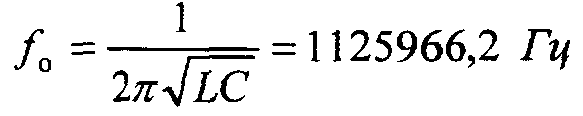 f₀ = 1 / (2π√LC) = 1125966,2 Гц